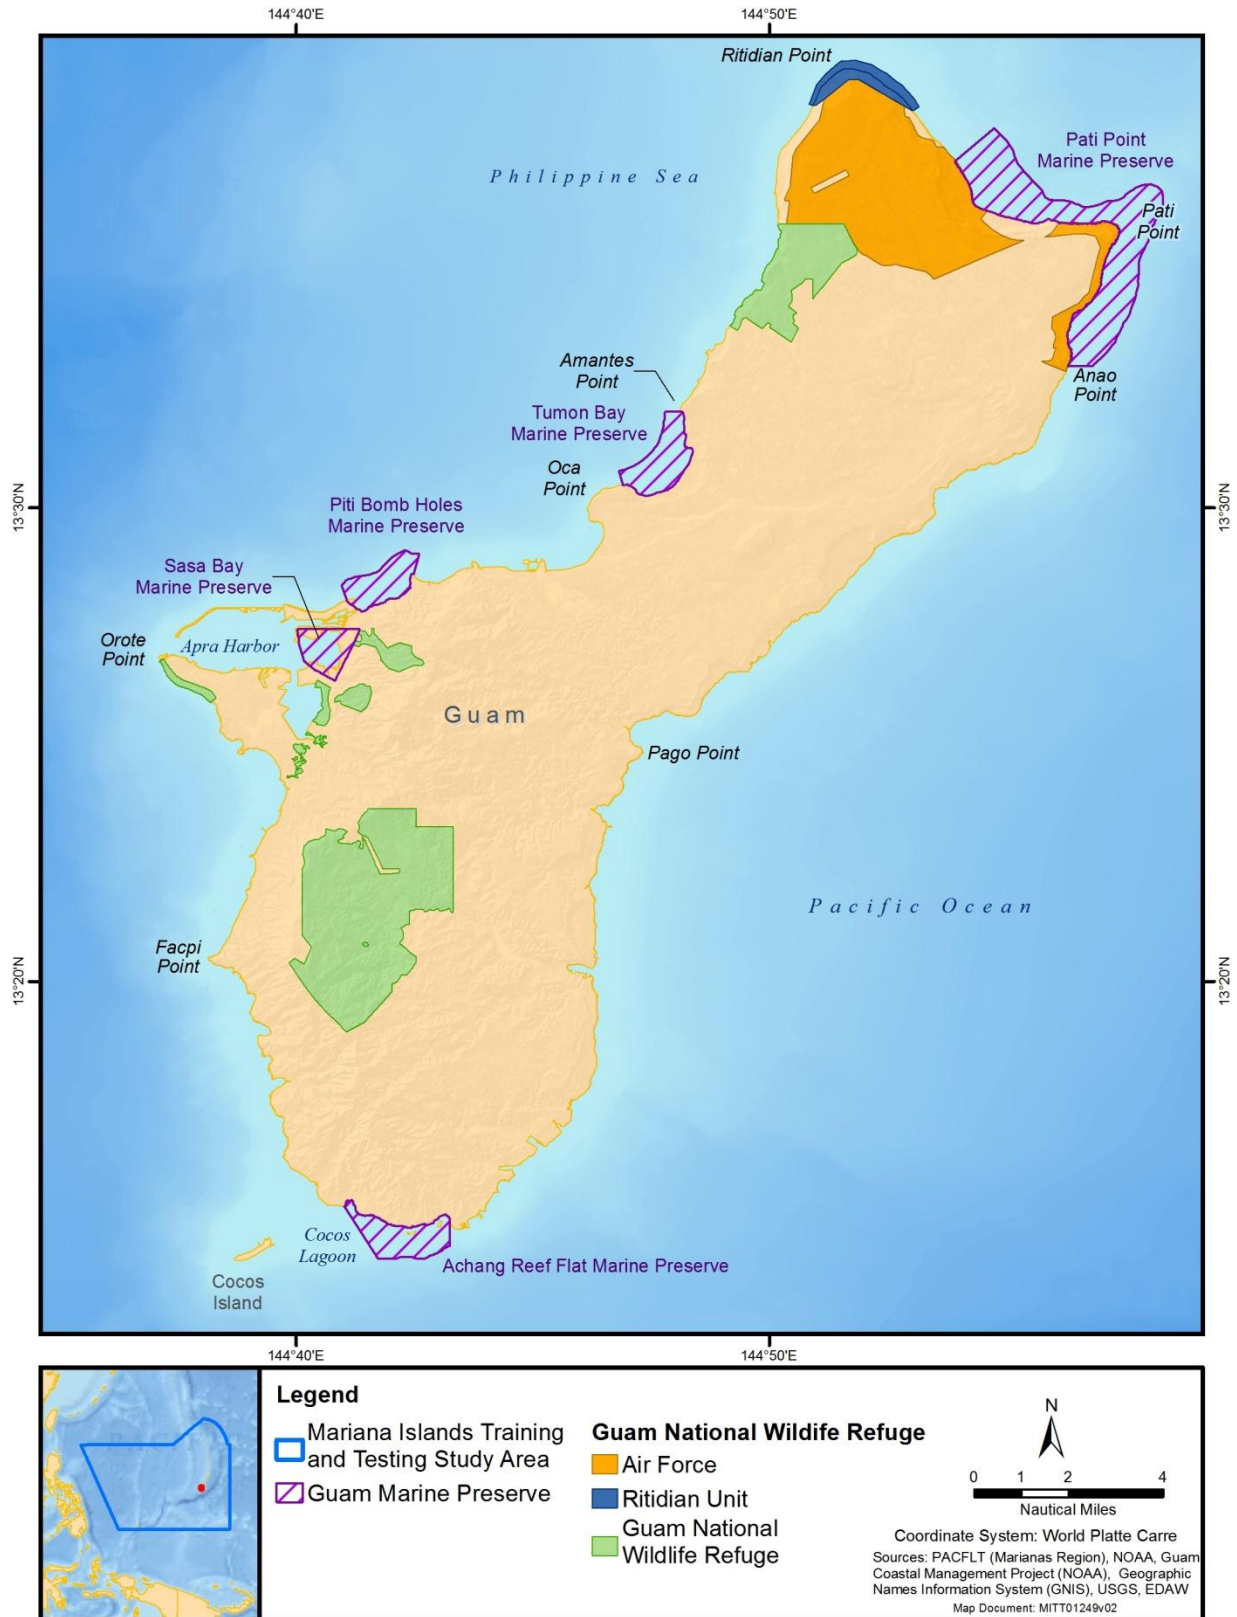 144°40'E
144°50'E
Ritidian Point
Philippine Sea
Pati Point
Marine Preserve
Pati
Point
Amantes
Point
Anao
Point
Tumon Bay
Marine Preserve
Oca
Point
13°30'N
13°30'N
Piti Bomb Holes
Marine Preserve
Sasa Bay
Marine Preserve
Orote
Point
Apra Harbor
Guam
Pago Point
Pacific Ocean
Facpi
Point
13°20'N
13°20'N
Cocos
Lagoon
Achang Reef Flat Marine Preserve
Cocos
Island
144°40'E
144°50'E
Legend
Mariana Islands Training
and Testing Study Area
Guam Marine Preserve
Guam National Wildlife Refuge
Air Force
Ritidian Unit
Guam National
Wildlife Refuge
N
0 1 2 4
Nautical Miles
Coordinate System: World Platte Carre
Sources: PACFLT (Marianas Region), NOAA, Guam
Coastal Management Project (NOAA), Geographic
Names Information System (GNIS), USGS, EDAW
Map Document: MITT01249v02